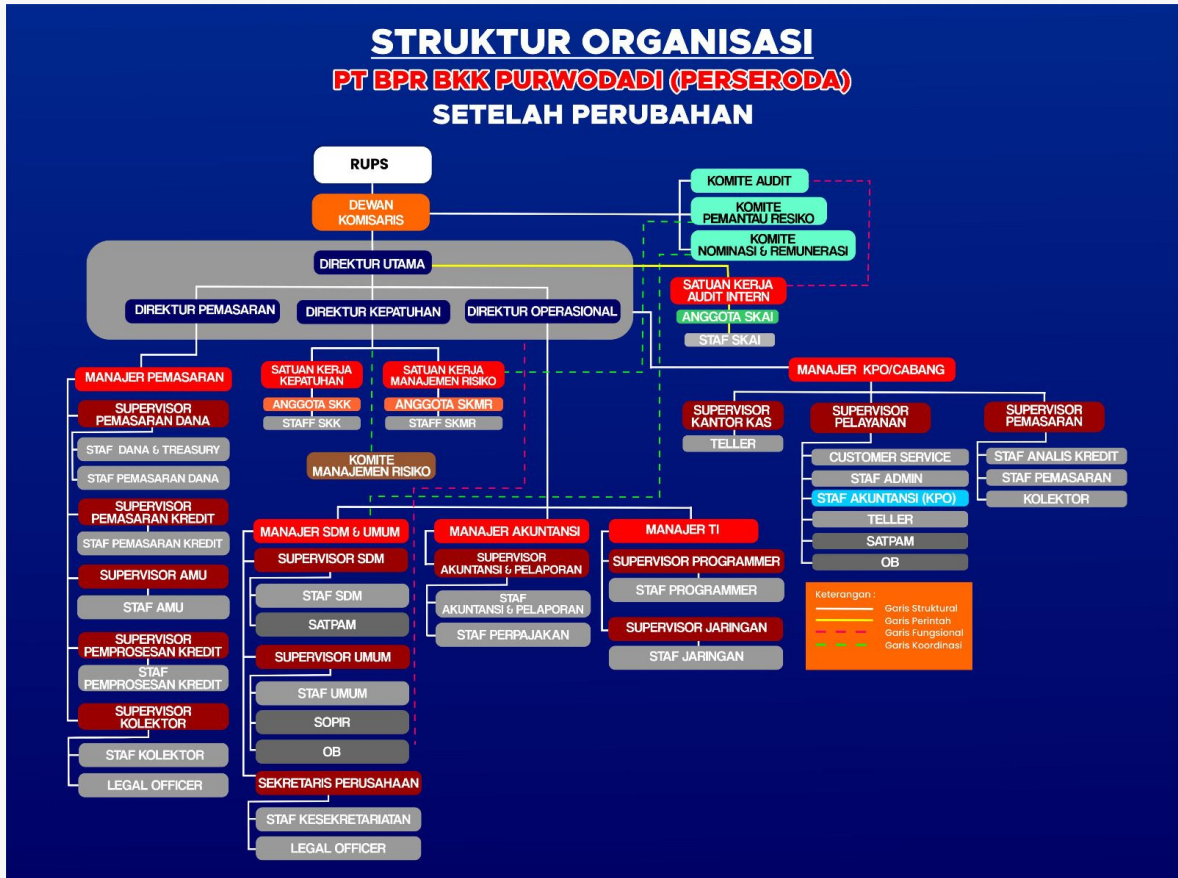 STRUKTUR ORGANISASI
PT BPR BKK PURWODADI (PERSERODA)
SETELAH PERUBAHAN
RUPS
DEWAN
KOMISARIS
KOMITE AUDIT
KOMITE
PEMANTAU RESIKO
KOMITE
NOMINASI & REMUNERASI
DIREKTUR UTAMA
SATUAN KERJA
AUDIT INTERN
ANGGOTA SKAI
STAF SKAI
DIREKTUR PEMASARAN
DIREKTUR KEPATUHAN
DIREKTUR OPERASIONAL
MANAJER PEMASARAN
SUPERVISOR
PEMASARAN DANA
STAF DANA & TREASURY
STAF PEMASARAN DANA
SUPERVISOR
PEMASARAN KREDIT
STAF PEMASARAN KREDIT
SUPERVISOR AMU
STAF AMU
SUPERVISOR
PEMPROSESAN KREDIT
STAF
PEMPROSESAN KREDIT
SUPERVISOR
KOLEKTOR
STAF KOLEKTOR
LEGAL OFFICER
SATUAN KERJA
KEPATUHAN
ANGGOTA SKK
STAFF SKK
SATUAN KERJA
MANAJEMEN RISIKO
ANGGOTA SKMR
STAFF SKMR
KOMITE
MANAJEMEN RISIKO
MANAJER SDM & UMUM
SUPERVISOR SDM
STAF SDM
SATPAM
SUPERVISOR UMUM
STAF UMUM
SOPIR
OB
SEKRETARIS PERUSAHAAN
STAF KESEKRETARIATAN
LEGAL OFFICER
MANAJER AKUNTANSI
SUPERVISOR
AKUNTANSI & PELAPORAN
STAF
AKUNTANSI & PELAPORAN
STAF PERPAJAKAN
MANAJER TI
SUPERVISOR PROGRAMMER
STAF PROGRAMMER
SUPERVISOR JARINGAN
STAF JARINGAN
MANAJER KPO/CABANG
SUPERVISOR
KANTOR KAS
TELLER
SUPERVISOR
PELAYANAN
CUSTOMER SERVICE
STAF ADMIN
STAF AKUNTANSI (KPO)
TELLER
SATPAM
OB
SUPERVISOR
PEMASARAN
STAF ANALIS KREDIT
STAF PEMASARAN
KOLEKTOR
Keterangan :
Garis Struktural
Garis Perintah
Garis Fungsional
Garis Koordinasi